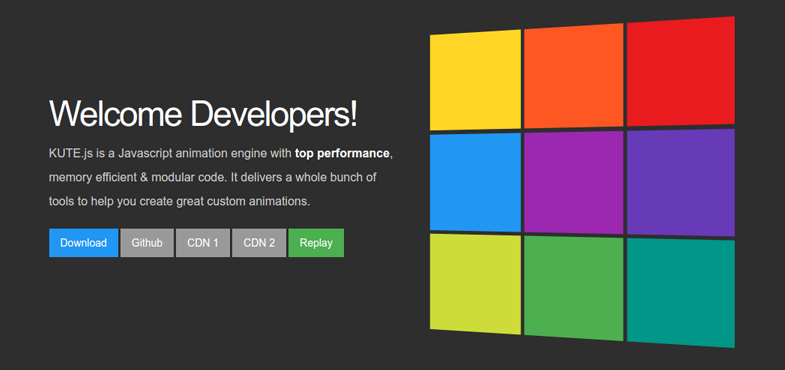 Welcome Developers!
KUTE.js is a Javascript animation engine with top performance,
memory efficient & modular code. It delivers a whole bunch of
tools to help you create great custom animations.
Download Github CDN 1 CDN 2 Replay